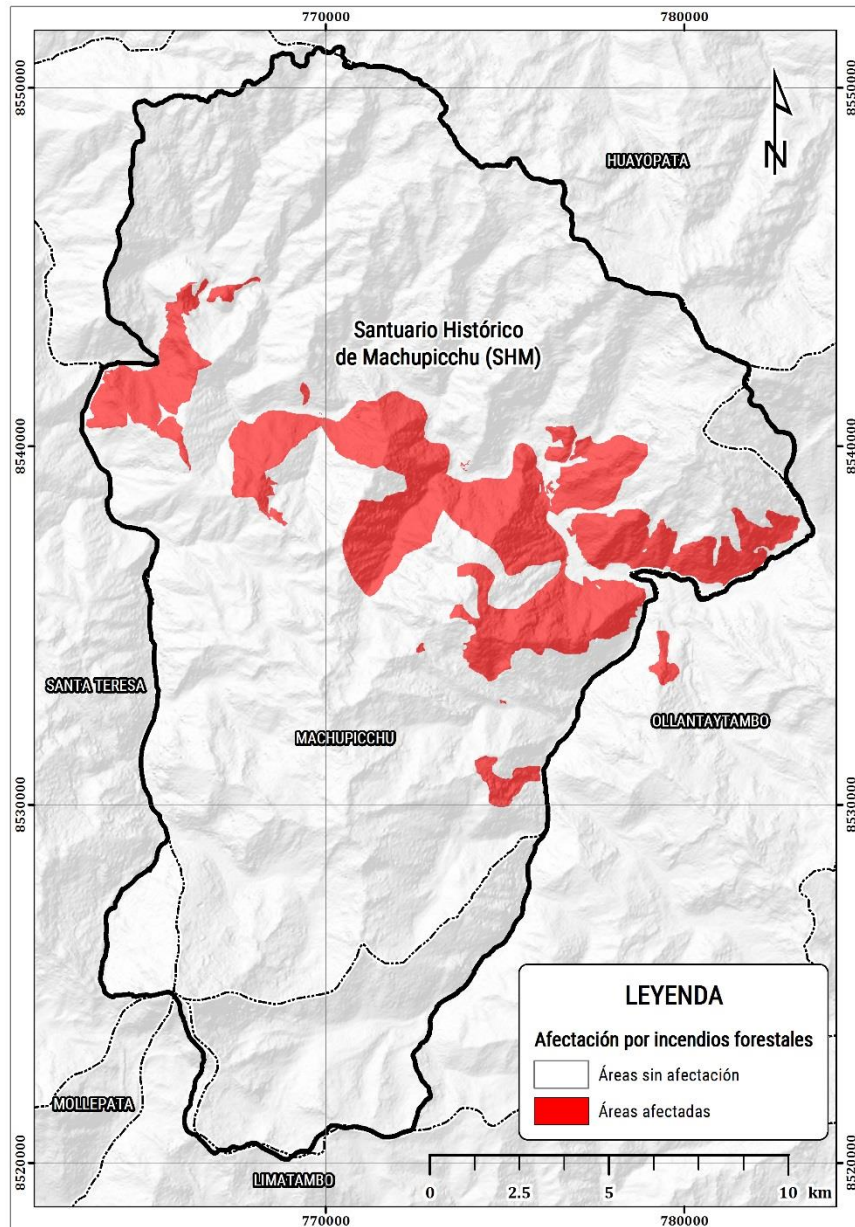 770000
780000
8550000
8550000
N
HUAYOPATA
Santuario Histórico
de Machupicchu (SHM)
8540000
8540000
SANTA TERESA
OLLANTAYTAMBO
MACHUPICCHU
8530000
8530000
LEYENDA
Afectación por incendios forestales
Áreas sin afectación
Áreas afectadas
MOLLEPATA
8520000
8520000
LIMATAMBO
0 2.5 5 10 km
770000
780000